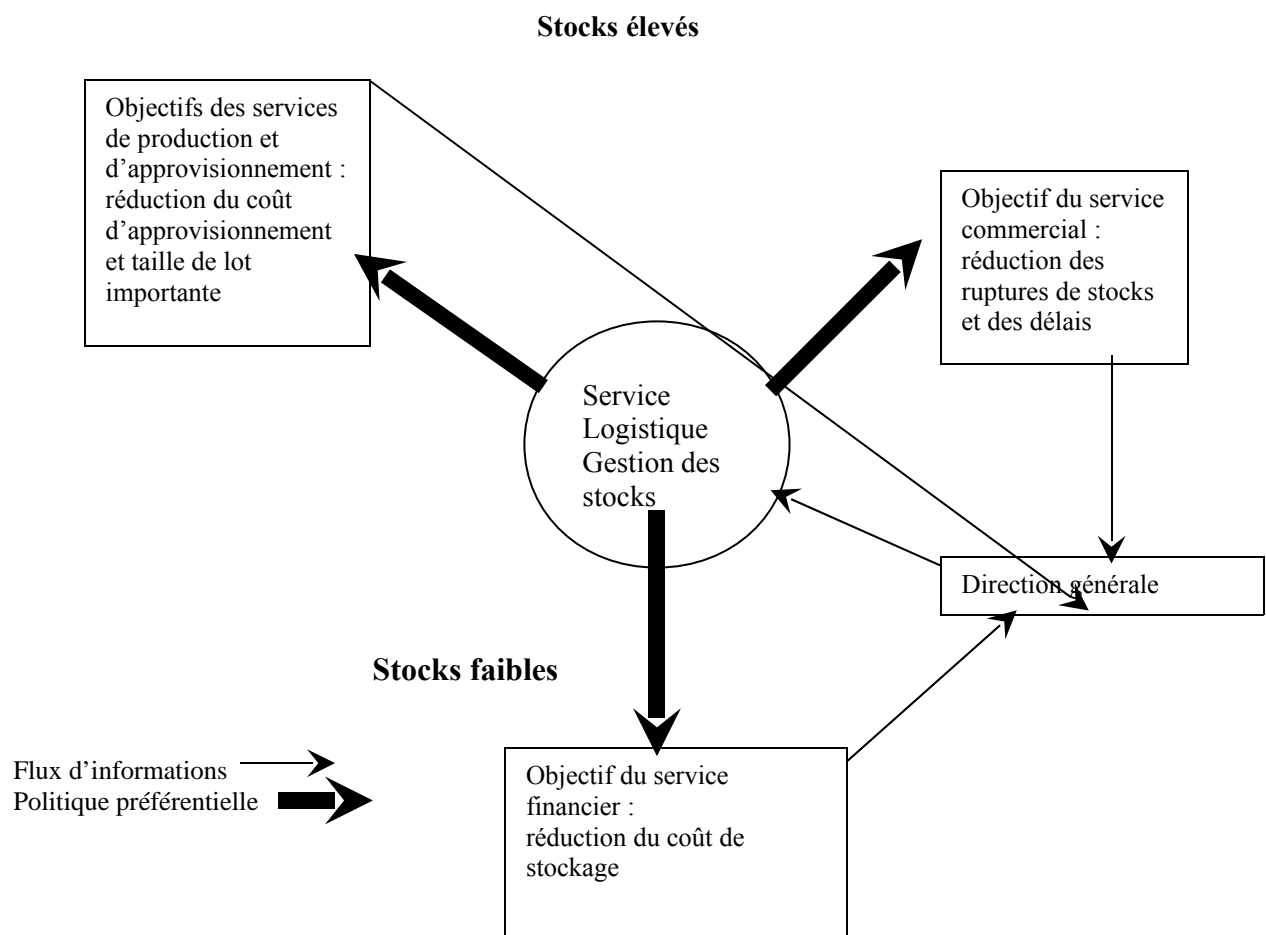 Stocks élevés
Objectifs des services
de production et
d’approvisionnement :
réduction du coût
d’approvisionnement
et taille de lot
importante
Objectif du service
commercial :
réduction des
ruptures de stocks
et des délais
Service
Logistique
Gestion des
stocks
Direction générale
Stocks faibles
Flux d’informations
Politique préférentielle
Objectif du service
financier :
réduction du coût de
stockage